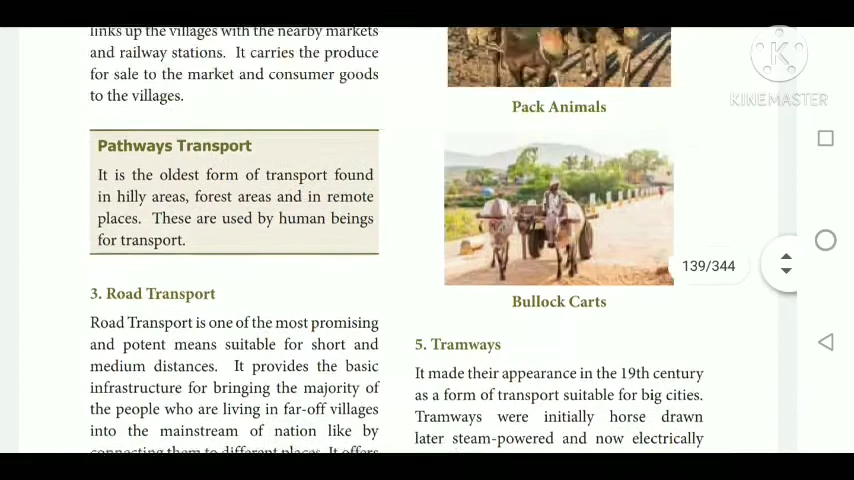 links up the villages with the nearby markets
and railway stations. It carries the produce
for sale to the market and consumer goods
to the villages.
Pathways Transport
It is the oldest form of transport found
in hilly areas, forest areas and in remote
places. These are used by human beings
for transport.
3. Road Transport
Road Transport is one of the most promising
and potent means suitable for short and
medium distances. It provides the basic
infrastructure for bringing the majority of
the people who are living in far-off villages
into the mainstream of nation like by
connecting them to different places. It offers
Pack Animals
Bullock Carts
5. Tramways
It made their appearance in the 19th century
as a form of transport suitable for big cities.
Tramways were initially horse drawn
later steam-powered and now electrically
139/344
K
KINEMASTER